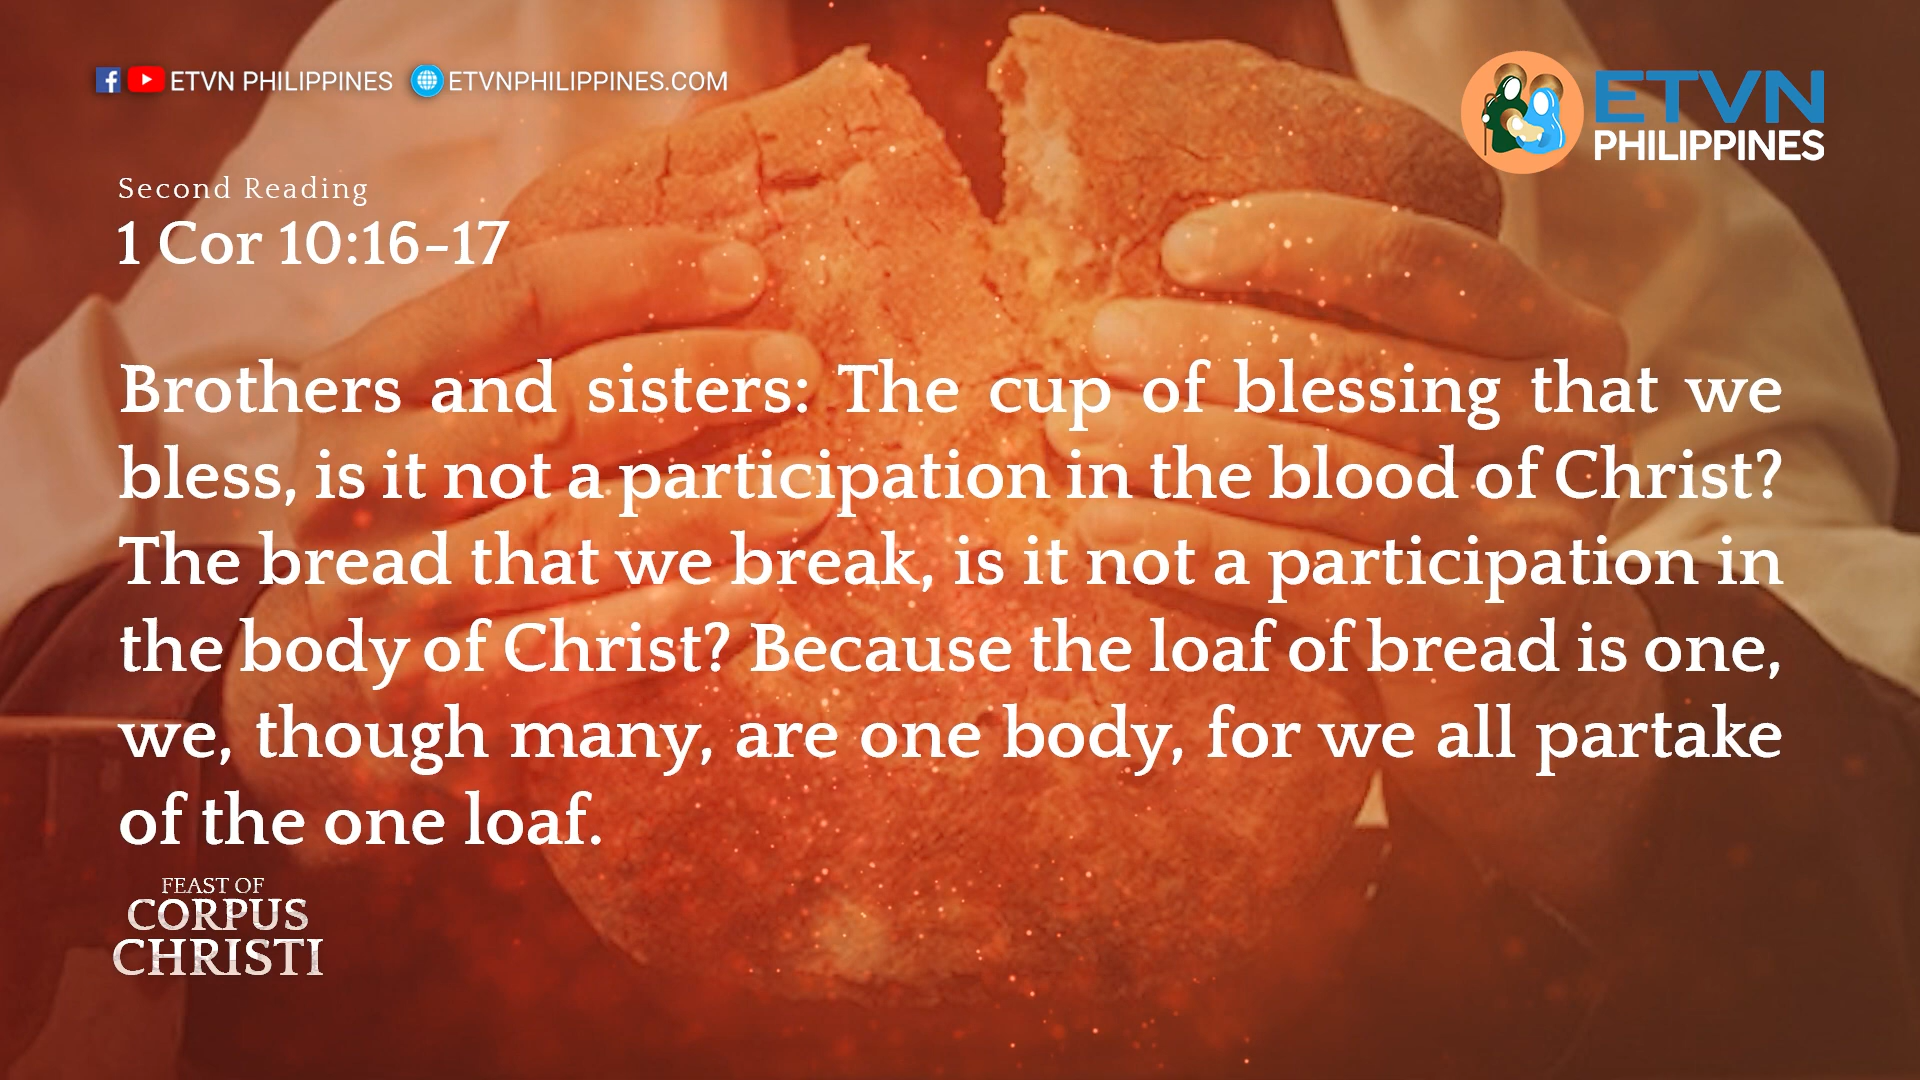 ETVN PHILIPPINES ETVNPHILIPPINES.COM
ETVN
PHILIPPINES
Second Reading
1 Cor 10:16-17
Brothers and sisters: The cup of blessing that we
bless, is it not a participation in the blood of Christ?
The bread that we break, is it not a participation in
the body of Christ? Because the loaf of bread is one,
we, though many, are one body, for we all partake
of the one loaf.
FEAST OF
CORPUS
CHRISTI